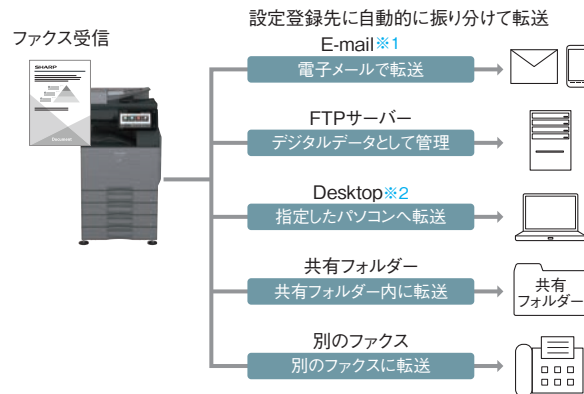 設定登録先に自動的に振り分けて転送
ファクス受信
SHARP
Document
E-mail※1
電子メールで転送
FTPサーバー
デジタルデータとして管理
Desktop※2
指定したパソコンへ転送
共有フォルダー
共有フォルダー内に転送
共有
フォルダー
別のファクス
別のファクスに転送